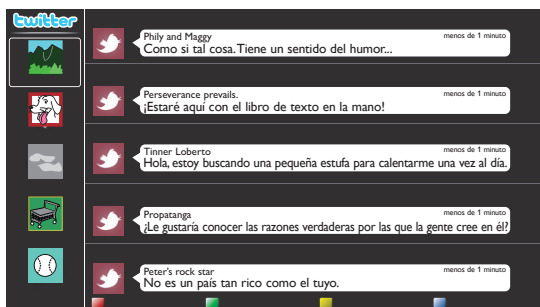 twitter
Phily and Maggy
menos de 1 minuto
Como si tal cosa. Tiene un sentido del humor...
Perseverance prevails.
menos de 1 minuto
¡Estaré aquí con el libro de texto en la mano!
Tinner Loberto
menos de 1 minuto
Hola, estoy buscando una pequeña estufa para calentarme una vez al día.
Propatanga
menos de 1 minuto
¿Le gustaría conocer las razones verdaderas por las que la gente cree en él?
Peter's rock star
menos de 1 minuto
No es un país tan rico como el tuyo.